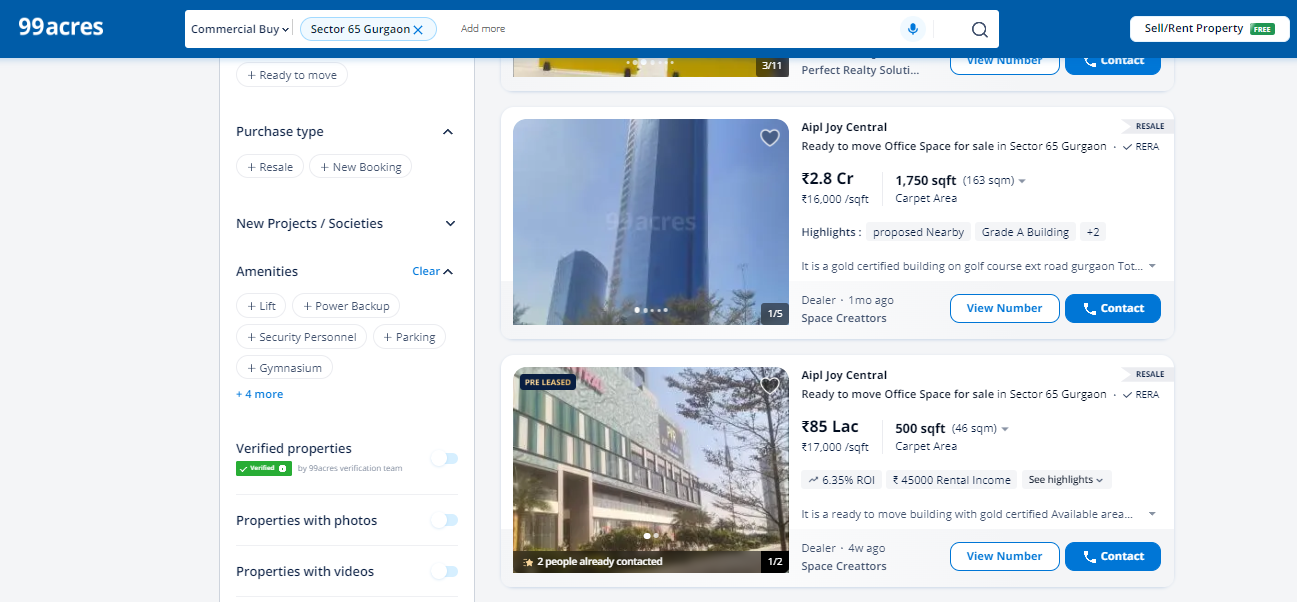 99acres
Commercial Buy
Sector 65 Gurgaon
Add more
Sell/Rent Property FREE
+ Ready to move
Purchase type
+ Resale + New Booking
New Projects / Societies
Amenities Clear
+ Lift + Power Backup
+ Security Personnel + Parking
+ Gymnasium
+ 4 more
Verified properties
Verified by 99acres verification team
Properties with photos
Properties with videos
3/11
Perfect Realty Soluti...
View Number Contact
99acres
1/5
Aipl Joy Central RESALE
Ready to move Office Space for sale in Sector 65 Gurgaon · RERA
₹2.8 Cr 1,750 sqft (163 sqm)
₹16,000 /sqft Carpet Area
Highlights : proposed Nearby Grade A Building +2
It is a gold certified building on golf course ext road gurgaon Tot...
Dealer · 1mo ago
Space Creattors
View Number Contact
PRE LEASED
2 people already contacted 1/2
Aipl Joy Central RESALE
Ready to move Office Space for sale in Sector 65 Gurgaon · RERA
₹85 Lac 500 sqft (46 sqm)
₹17,000 /sqft Carpet Area
6.35% ROI ₹ 45000 Rental Income See highlights
It is a ready to move building with gold certified Available area...
Dealer · 4w ago
Space Creattors
View Number Contact